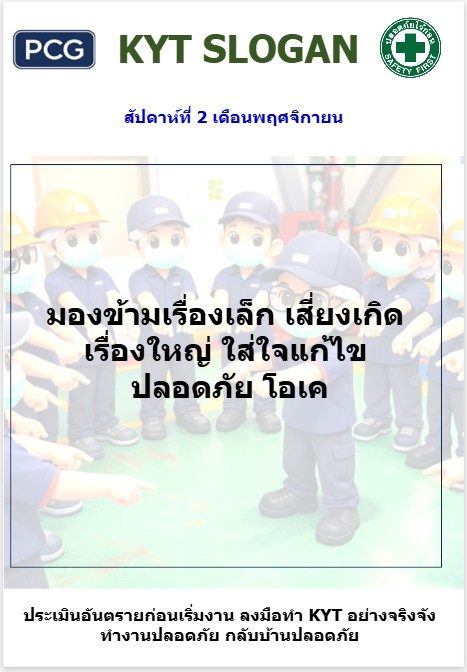 PCG
KYT SLOGAN
ปลอดภัยไว้ก่อน
SAFETY FIRST
สัปดาห์ที่ 2 เดือนพฤศจิกายน
มองข้ามเรื่องเล็ก เสี่ยงเกิด
เรื่องใหญ่ ใส่ใจแก้ไข
ปลอดภัย โอเค
ประเมินอันตรายก่อนเริ่มงาน ลงมือทำ KYT อย่างจริงจัง
ทำงานปลอดภัย กลับบ้านปลอดภัย